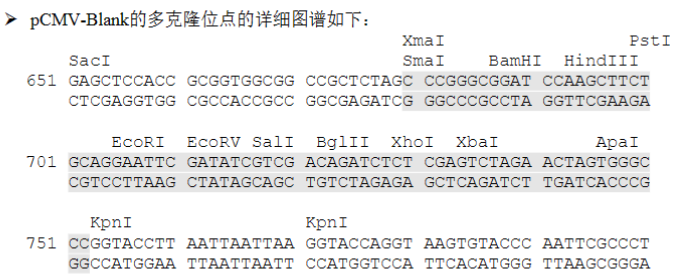 ➤ pCMV-Blank的多克隆位点的详细图谱如下：
XmaI PstI
SacI SmaI BamHI HindIII
651 GAGCTCCACC GCGGTGGCGG CCGCTCTAGC CCGGGCGGAT CCAAGCTTCT
CTCGAGGTGG CGCCACCGCC GGCGAGATCG GGCCCGCCTA GGTTCGAAGA
EcoRI EcoRV SalI BglII XhoI XbaI ApaI
701 GCAGGAATTCG GATATCGTCG ACAGATCTCT CGAGTCTAGA ACTAGTGGGC
CGTCCTTAAG CTATAGCAGC TGTCTAGAGA GCTCAGATCT TGATCACCCG
KpnI KpnI
751 CCGGTACCTT AATTAATTAA GGTACCAGGT AAGTGTACCC AATTCGCCCT
GGCCATGGAA TTAATTAATT CCATGGTCCA TTCACATGGG TTAAGCGGGA